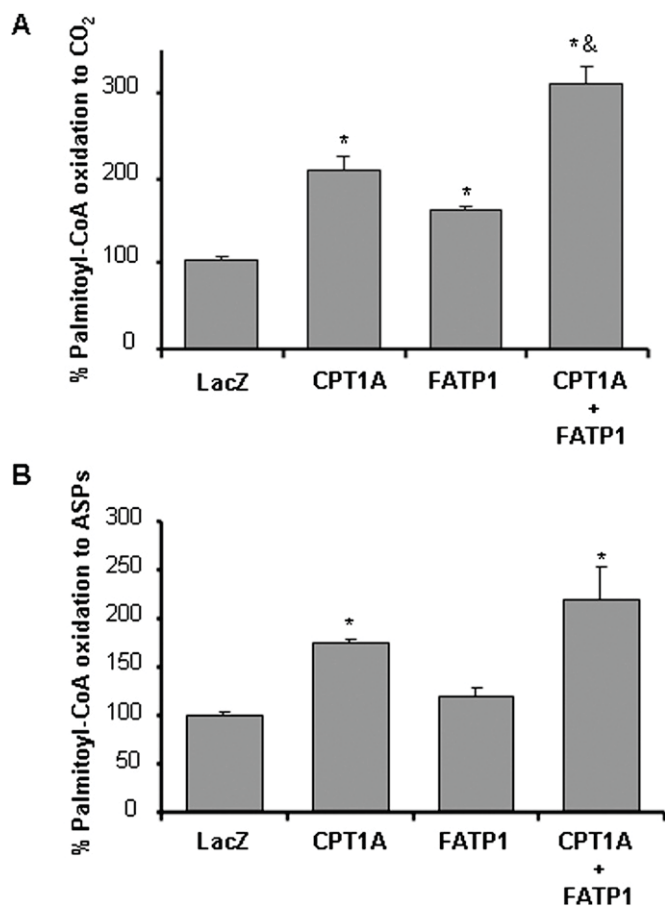 A
% Palmitoyl-CoA oxidation to CO2
300
200
100
0
* *
* &
LacZ CPT1A FATP1 CPT1A
+
FATP1
B
% Palmitoyl-CoA oxidation to ASPs
300
250
200
150
100
50
0
* *
LacZ CPT1A FATP1 CPT1A
+
FATP1